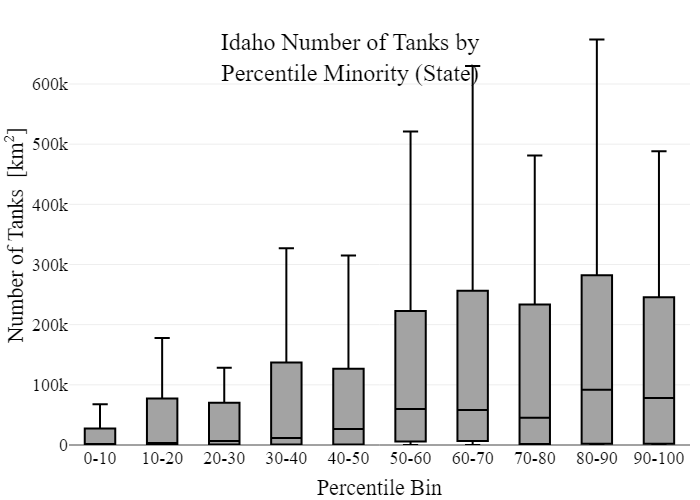 Idaho Number of Tanks by
Percentile Minority (State)
Number of Tanks [km²]
600k
500k
400k
300k
200k
100k
0
0-10 10-20 20-30 30-40 40-50 50-60 60-70 70-80 80-90 90-100
Percentile Bin